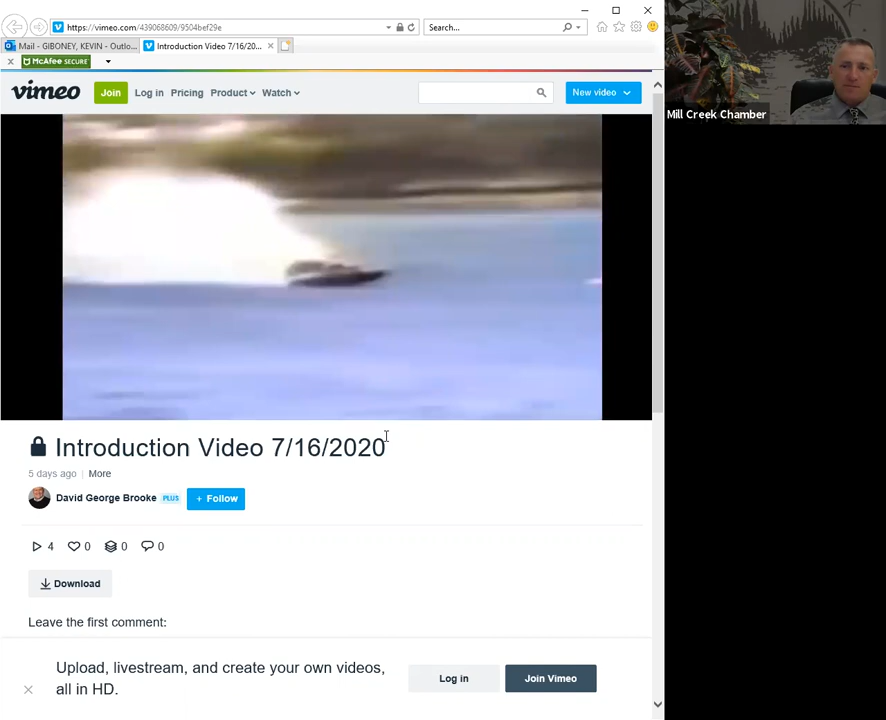 https://vimeo.com/439068609/9504bef29e
Search...
Mail - GIBONEY, KEVIN - Outlo...
Introduction Video 7/16/20...
McAfee SECURE
vimeo
Join
Log in
Pricing
Product
Watch
New video
Mill Creek Chamber
Introduction Video 7/16/2020
5 days ago
More
David George Brooke
PLUS
+ Follow
4
0
0
0
Download
Leave the first comment:
Upload, livestream, and create your own videos,
all in HD.
Log in
Join Vimeo